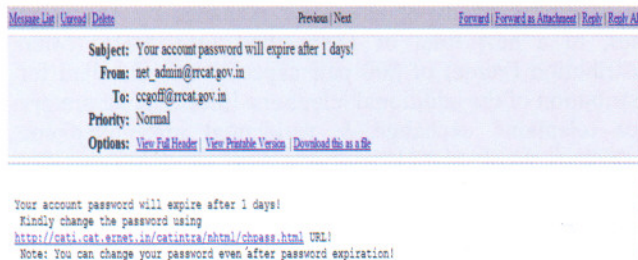 Message List | Unread | Delete Previous | Next Forward | Forward as Attachment | Reply | Reply Al
Subject: Your account password will expire after 1 days!
From: net_admin@rrcat.gov.in
To: ccgoff@rrcat.gov.in
Priority: Normal
Options: View Full Header | View Printable Version | Download this as a file
Your account password will expire after 1 days!
Kindly change the password using
http://cati.cat.ernet.in/catintra/nhtml/chpass.html URL!
Note: You can change your password even after password expiration!